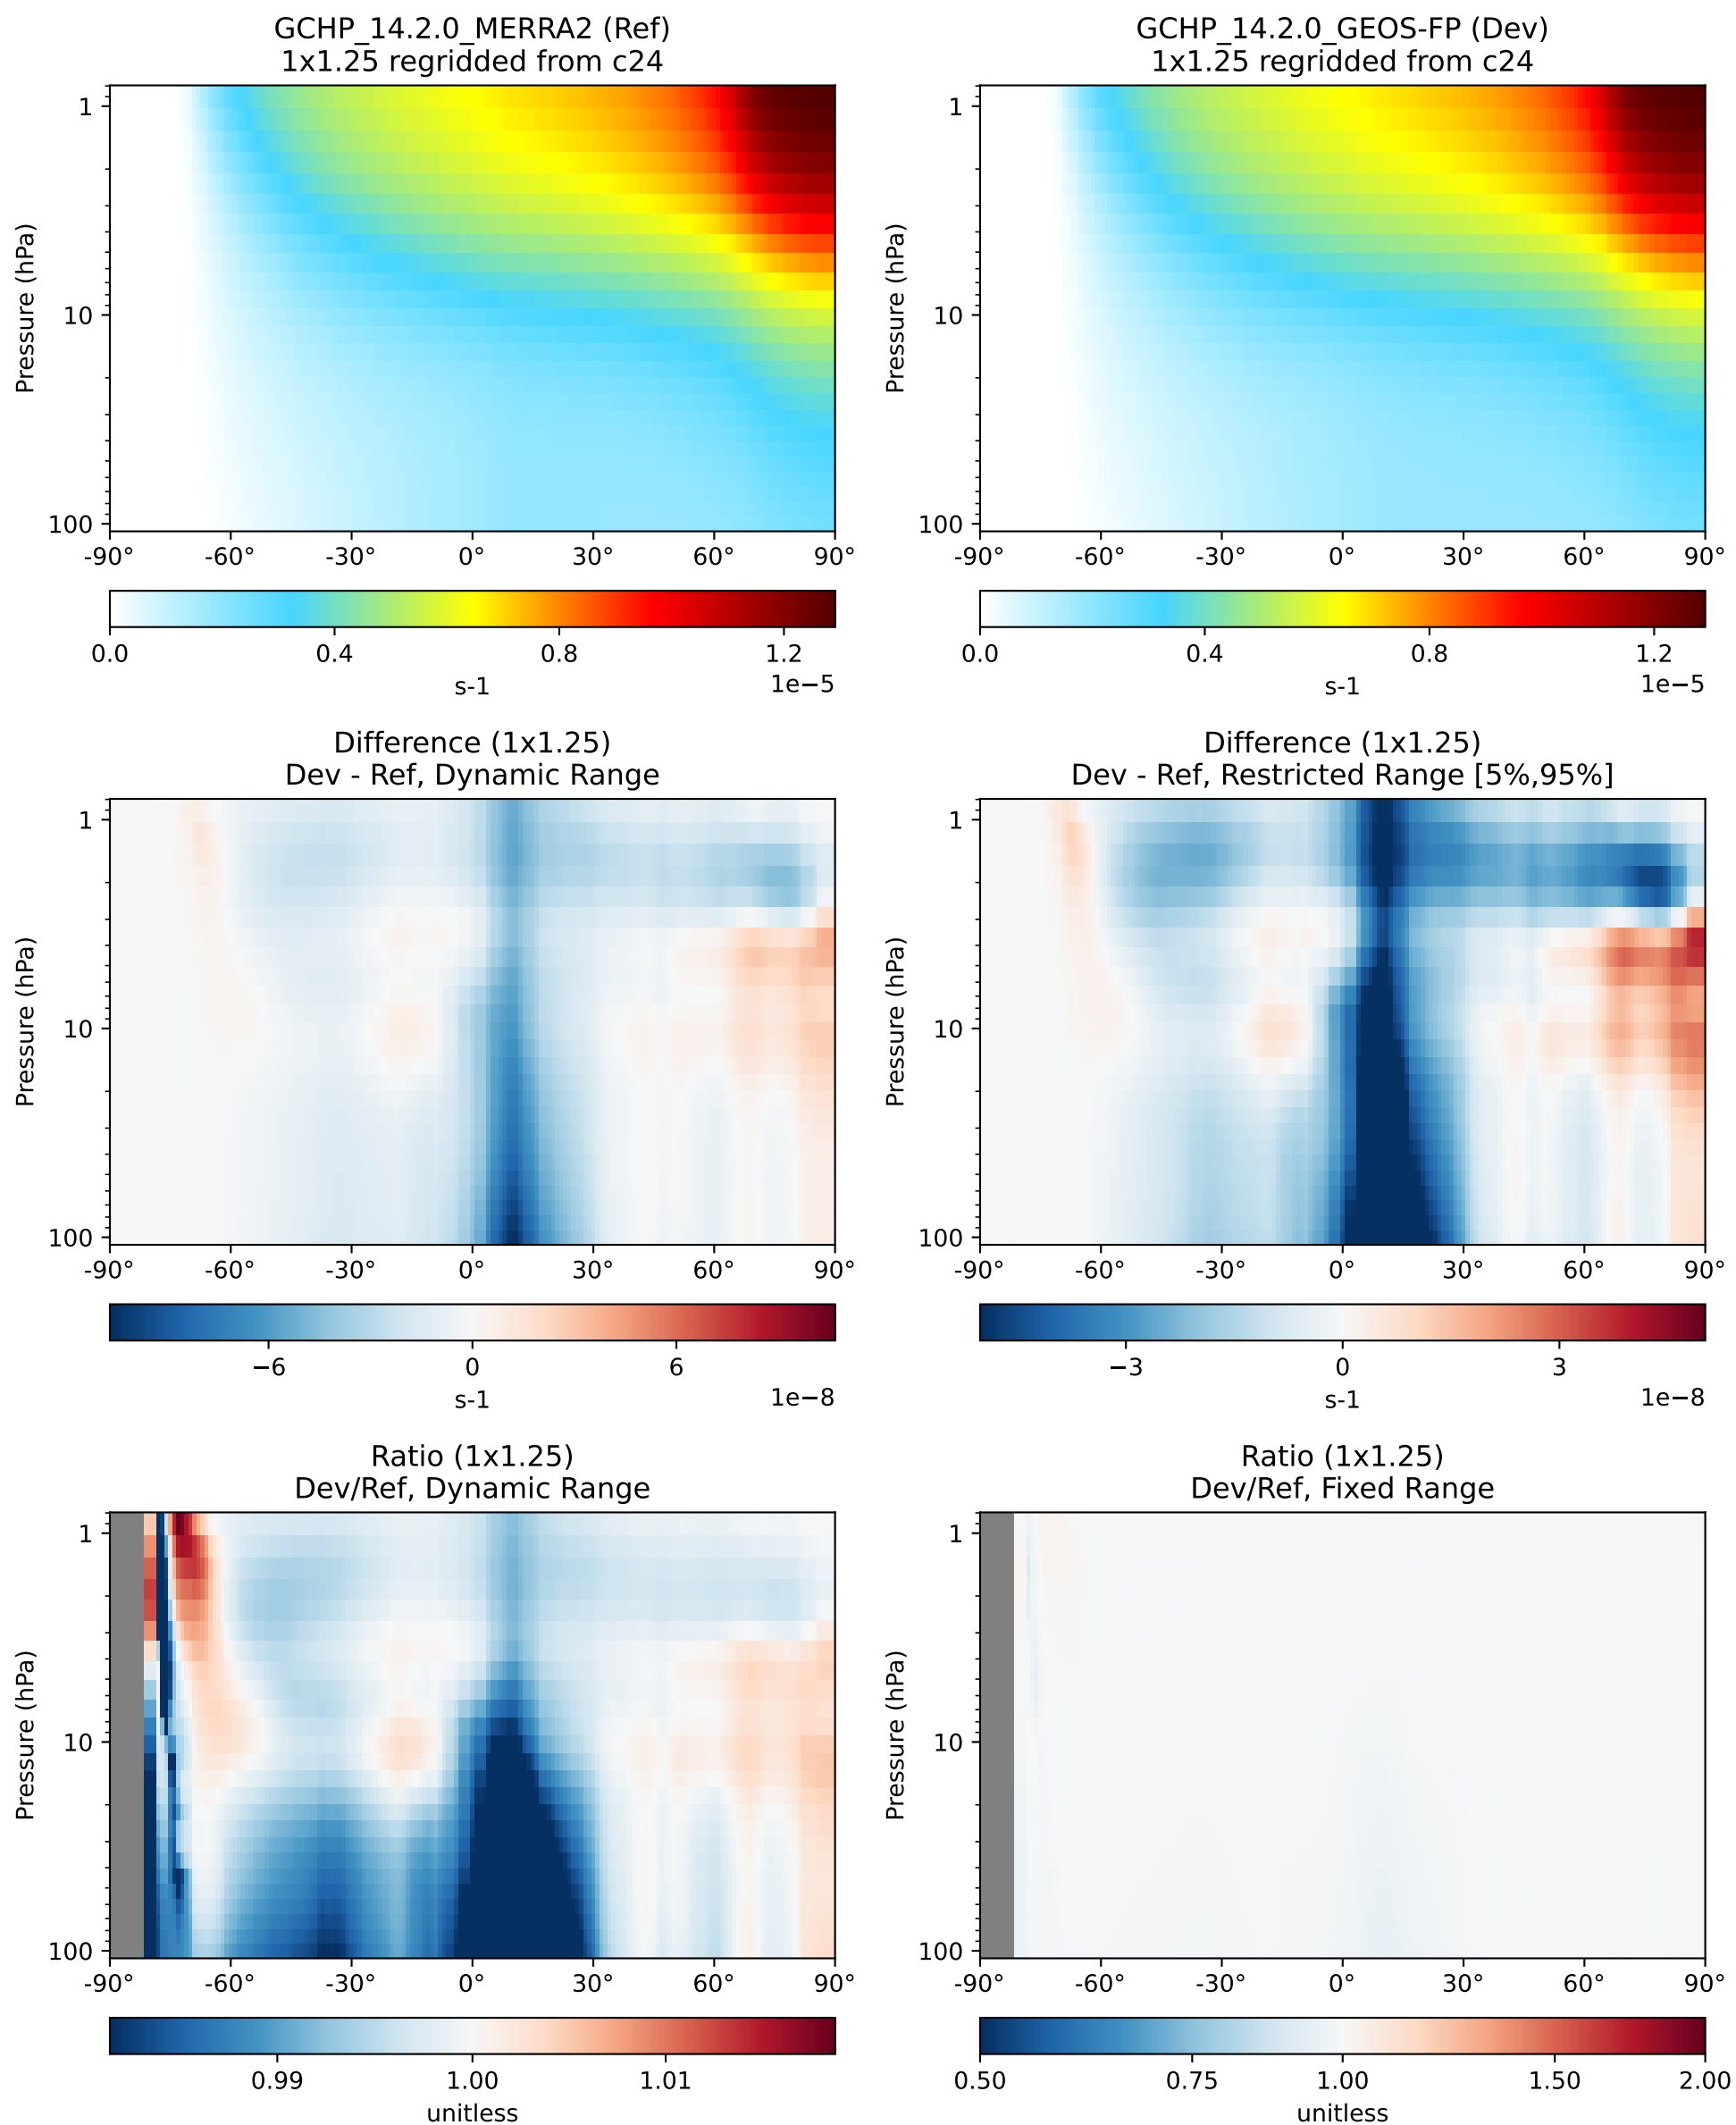 GCHP_14.2.0_MERRA2 (Ref)
1x1.25 regridded from c24
Pressure (hPa)
1
10
100
-90° -60° -30° 0° 30° 60° 90°
0.0 0.4 0.8 1.2
s-1
1e−5
GCHP_14.2.0_GEOS-FP (Dev)
1x1.25 regridded from c24
Pressure (hPa)
1
10
100
-90° -60° -30° 0° 30° 60° 90°
0.0 0.4 0.8 1.2
s-1
1e−5
Difference (1x1.25)
Dev - Ref, Dynamic Range
Pressure (hPa)
1
10
100
-90° -60° -30° 0° 30° 60° 90°
−6 0 6
s-1
1e−8
Difference (1x1.25)
Dev - Ref, Restricted Range [5%,95%]
Pressure (hPa)
1
10
100
-90° -60° -30° 0° 30° 60° 90°
−3 0 3
s-1
1e−8
Ratio (1x1.25)
Dev/Ref, Dynamic Range
Pressure (hPa)
1
10
100
-90° -60° -30° 0° 30° 60° 90°
0.99 1.00 1.01
unitless
Ratio (1x1.25)
Dev/Ref, Fixed Range
Pressure (hPa)
1
10
100
-90° -60° -30° 0° 30° 60° 90°
0.50 0.75 1.00 1.50 2.00
unitless